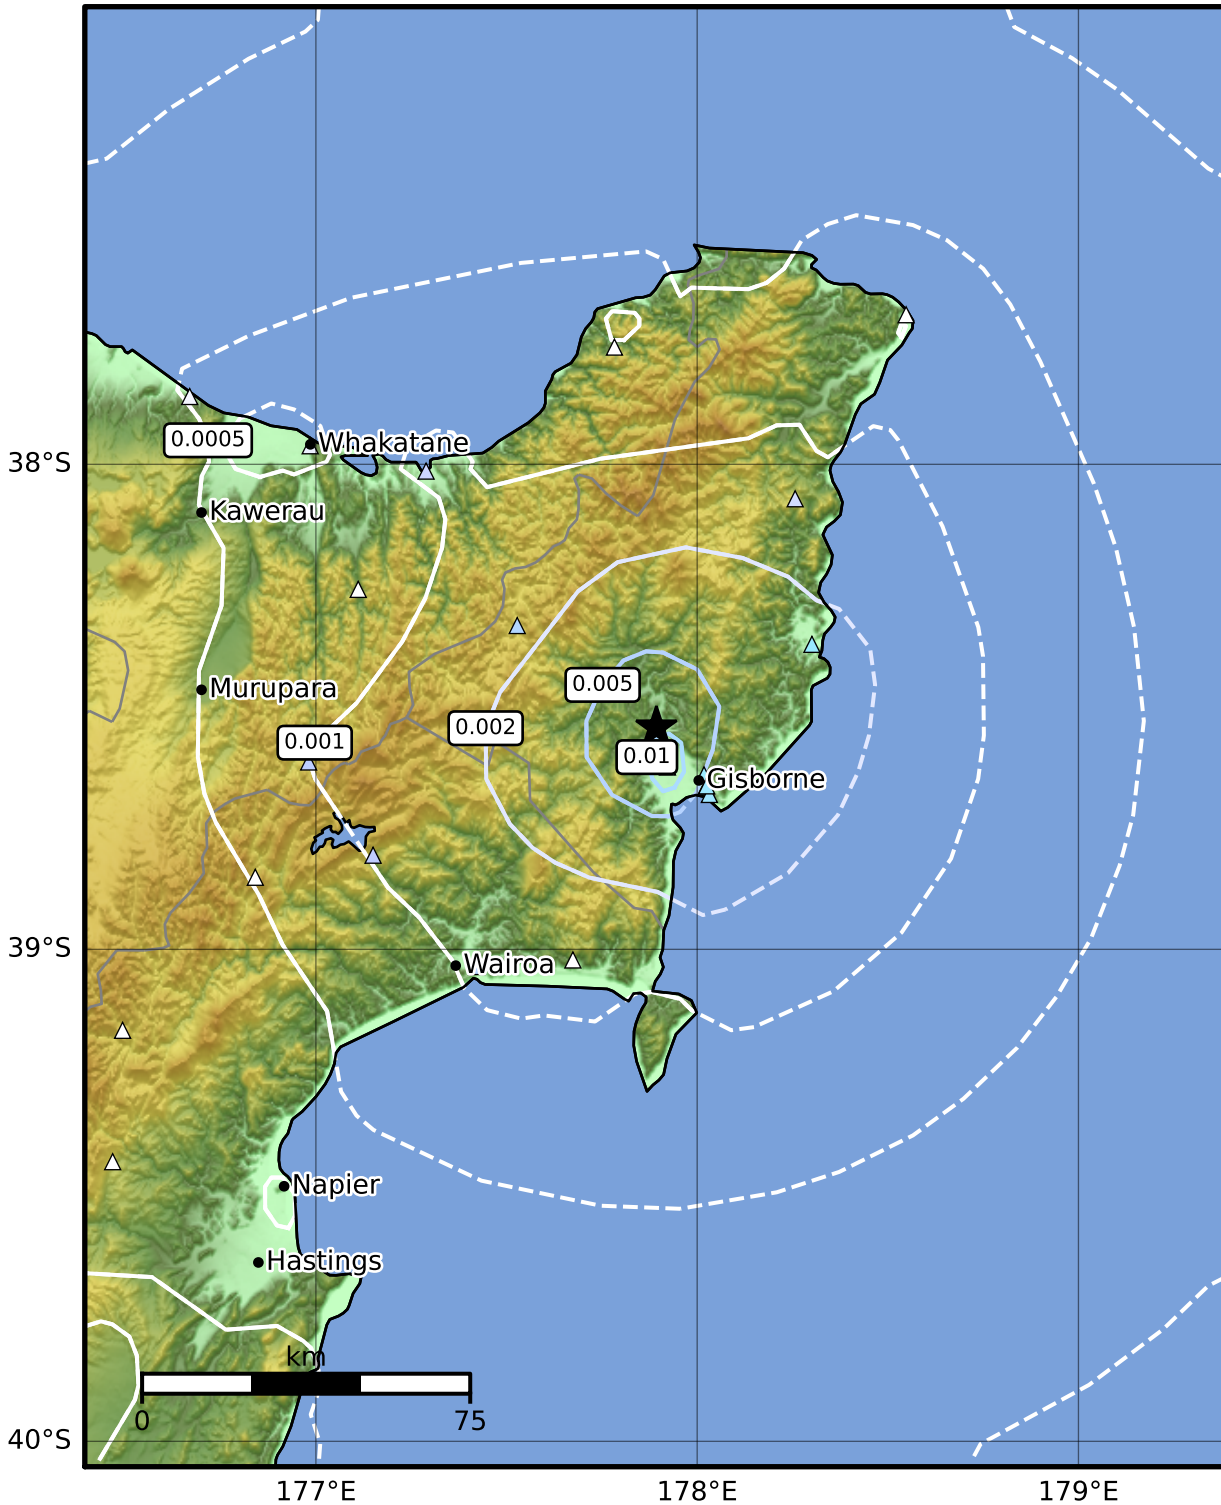 0.0005
Whakatane
38°S
Kawerau
0.005
Murupara
0.002
0.001
0.01
Gisborne
39°S
Wairoa
Napier
Hastings
km
0
75
40°S
177°E
178°E
179°E